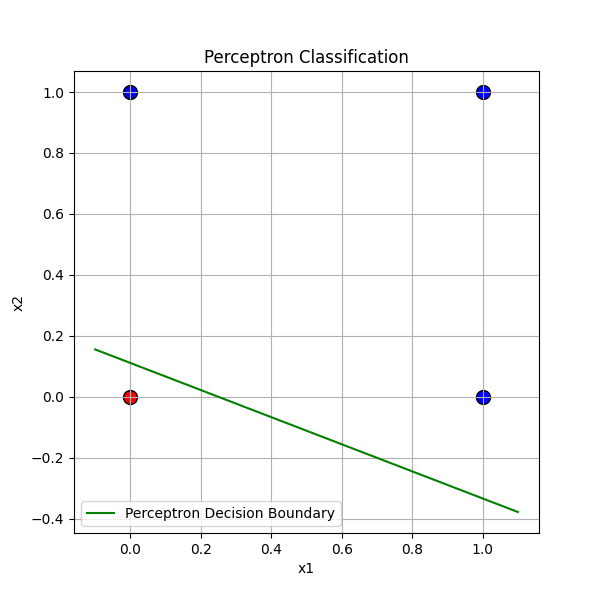 Perceptron Classification
1.0
0.8
0.6
0.4
0.2
0.0
−0.2
−0.4
x2
Perceptron Decision Boundary
0.0 0.2 0.4 0.6 0.8 1.0
x1